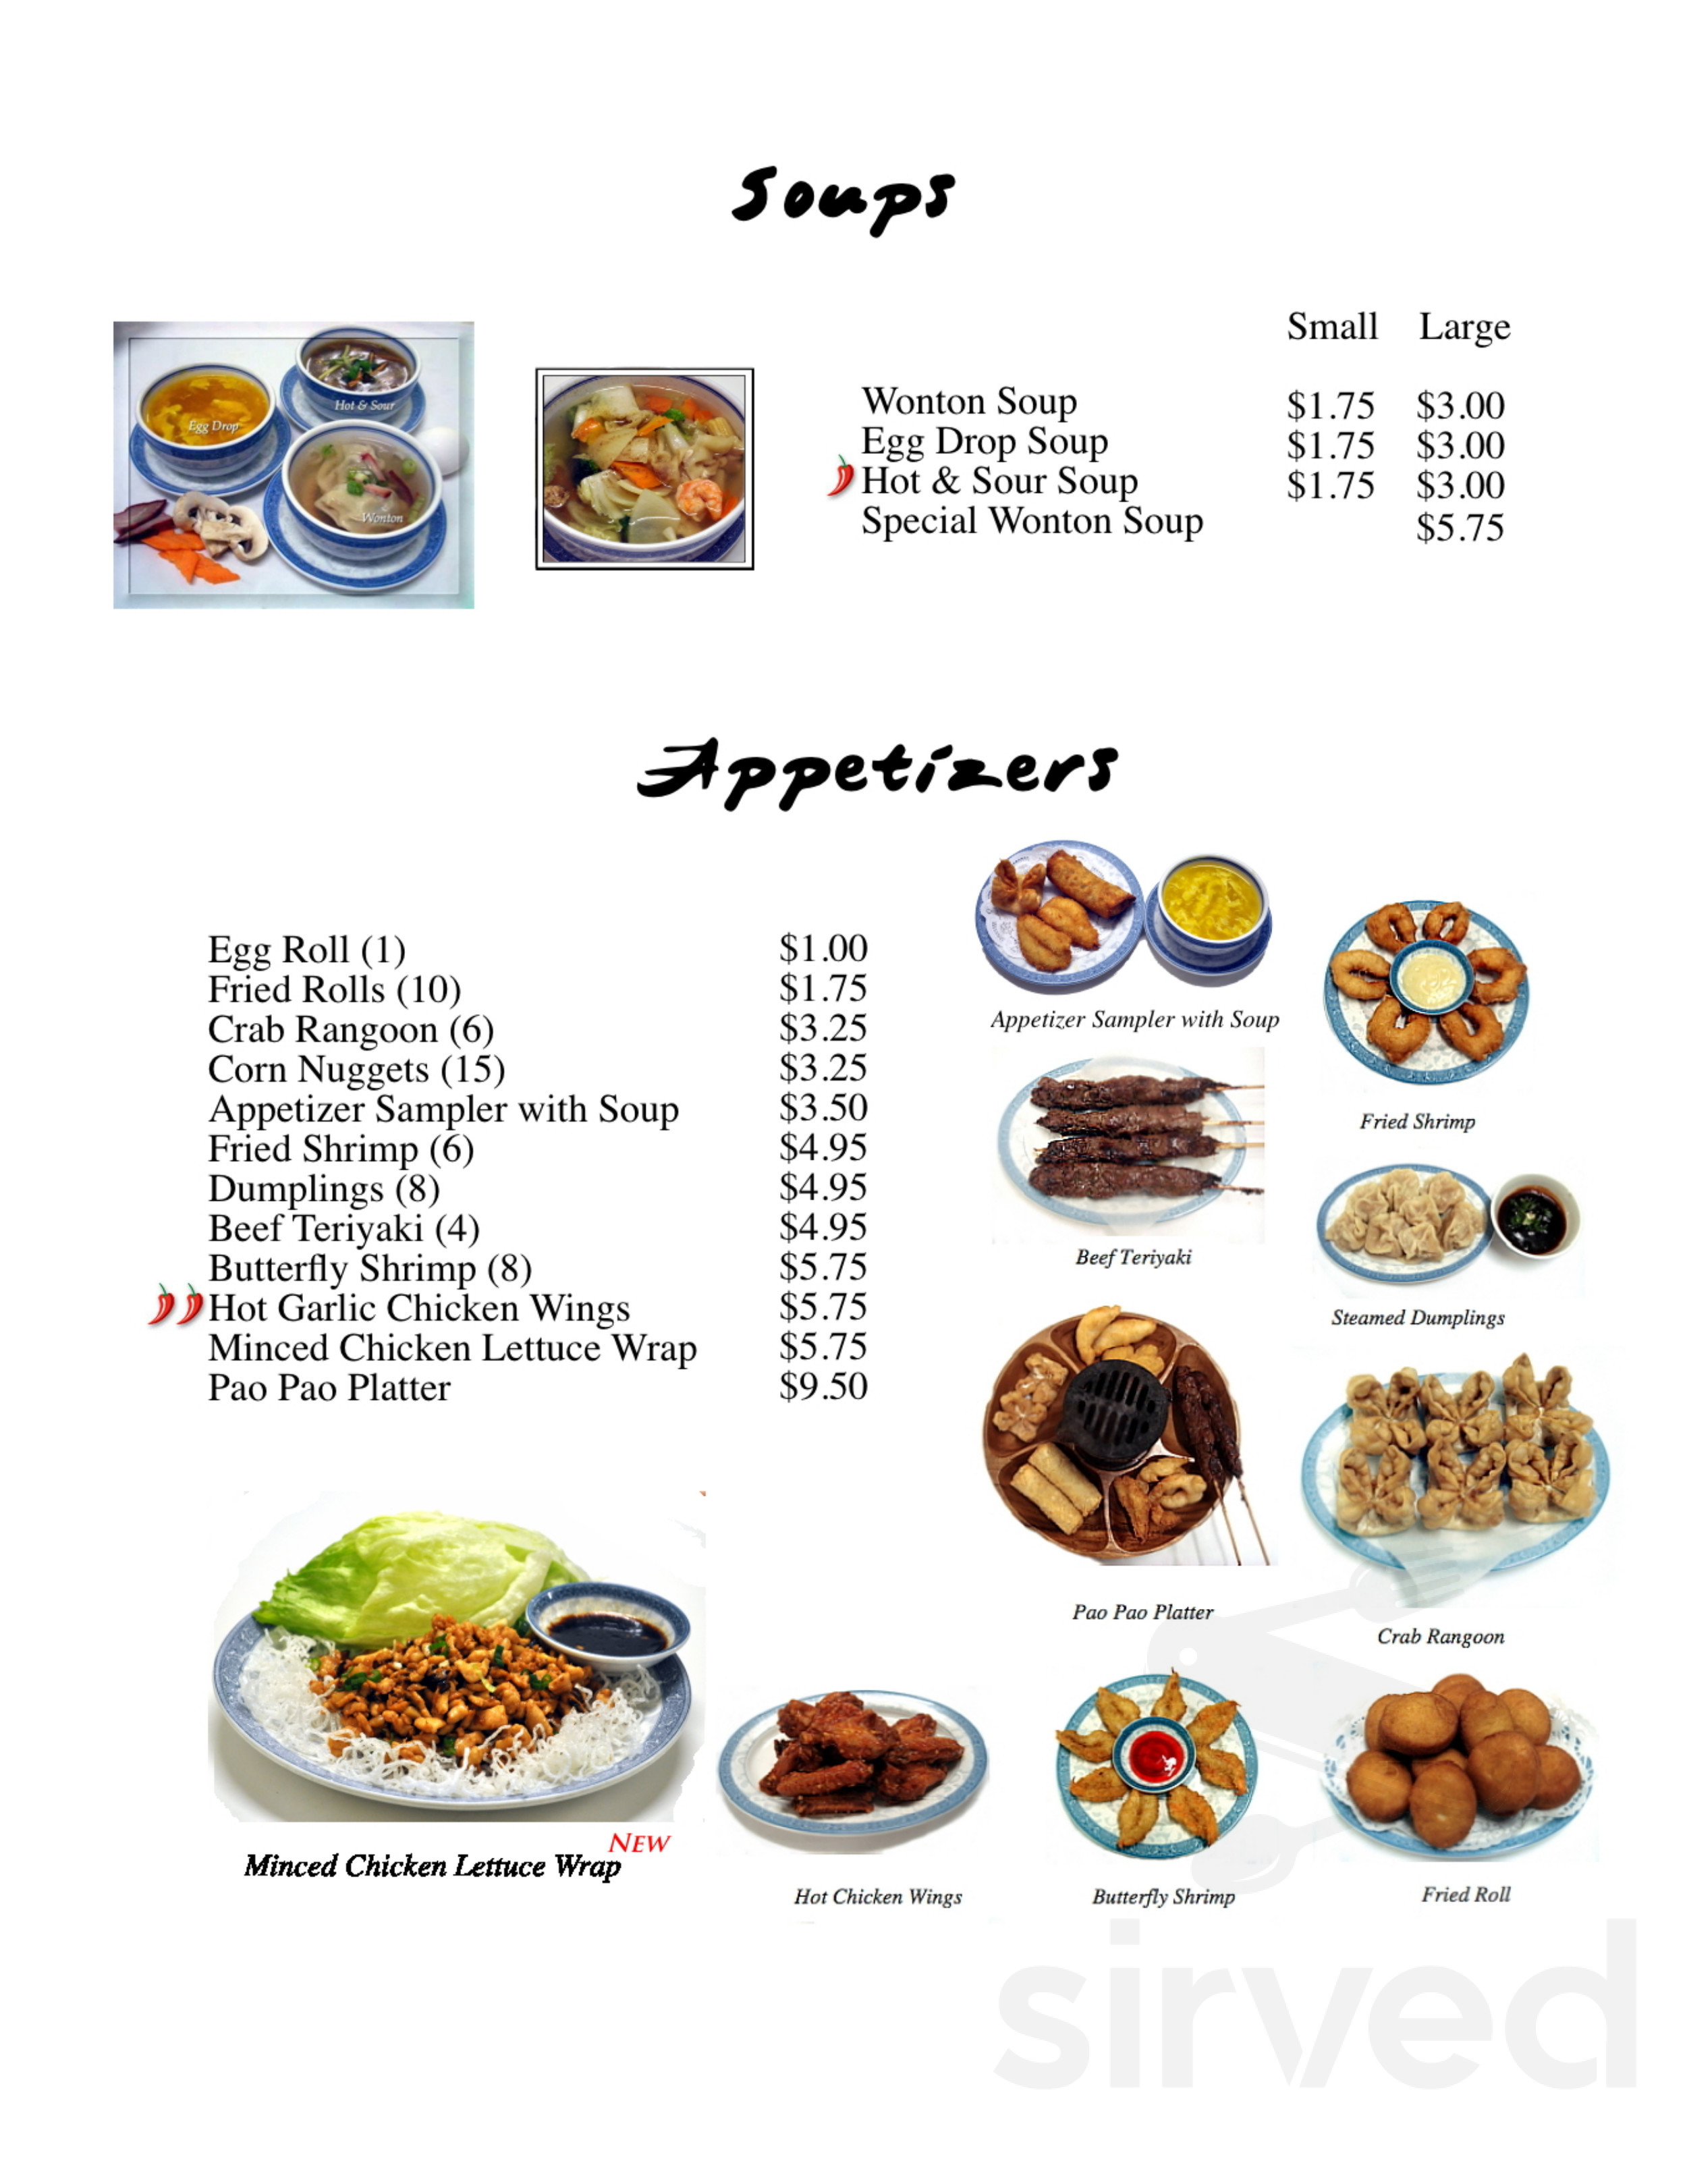 Soups
Small Large
Egg Drop
Hot & Sour
Wonton
Wonton Soup $1.75 $3.00
Egg Drop Soup $1.75 $3.00
Hot & Sour Soup $1.75 $3.00
Special Wonton Soup $5.75
Appetizers
Egg Roll (1) $1.00
Fried Rolls (10) $1.75
Crab Rangoon (6) $3.25
Corn Nuggets (15) $3.25
Appetizer Sampler with Soup $3.50
Fried Shrimp (6) $4.95
Dumplings (8) $4.95
Beef Teriyaki (4) $4.95
Butterfly Shrimp (8) $5.75
Hot Garlic Chicken Wings $5.75
Minced Chicken Lettuce Wrap $5.75
Pao Pao Platter $9.50
Appetizer Sampler with Soup
Fried Shrimp
Beef Teriyaki
Steamed Dumplings
Pao Pao Platter
Crab Rangoon
NEW
Minced Chicken Lettuce Wrap
Hot Chicken Wings
Butterfly Shrimp
Fried Roll
sirved